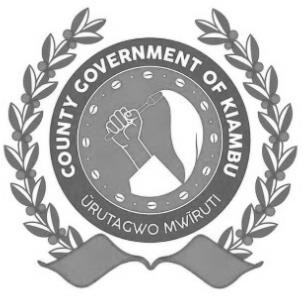 COUNTY GOVERNMENT OF KIAMBU
ŨRUTAGWO MWĨRUTI